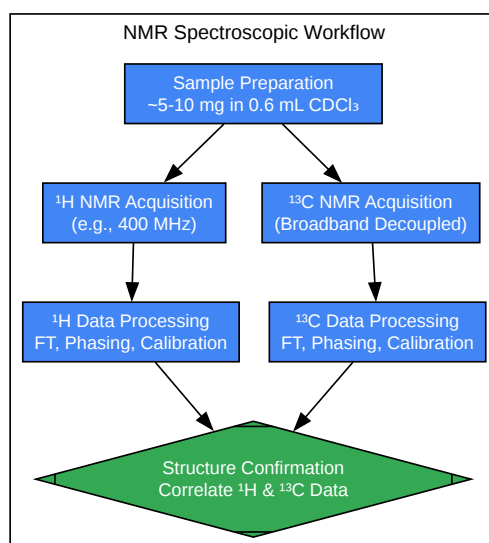 NMR Spectroscopic Workflow
Sample Preparation
~5-10 mg in 0.6 mL CDCl₃
¹H NMR Acquisition
(e.g., 400 MHz)
¹³C NMR Acquisition
(Broadband Decoupled)
¹H Data Processing
FT, Phasing, Calibration
¹³C Data Processing
FT, Phasing, Calibration
Structure Confirmation
Correlate ¹H & ¹³C Data